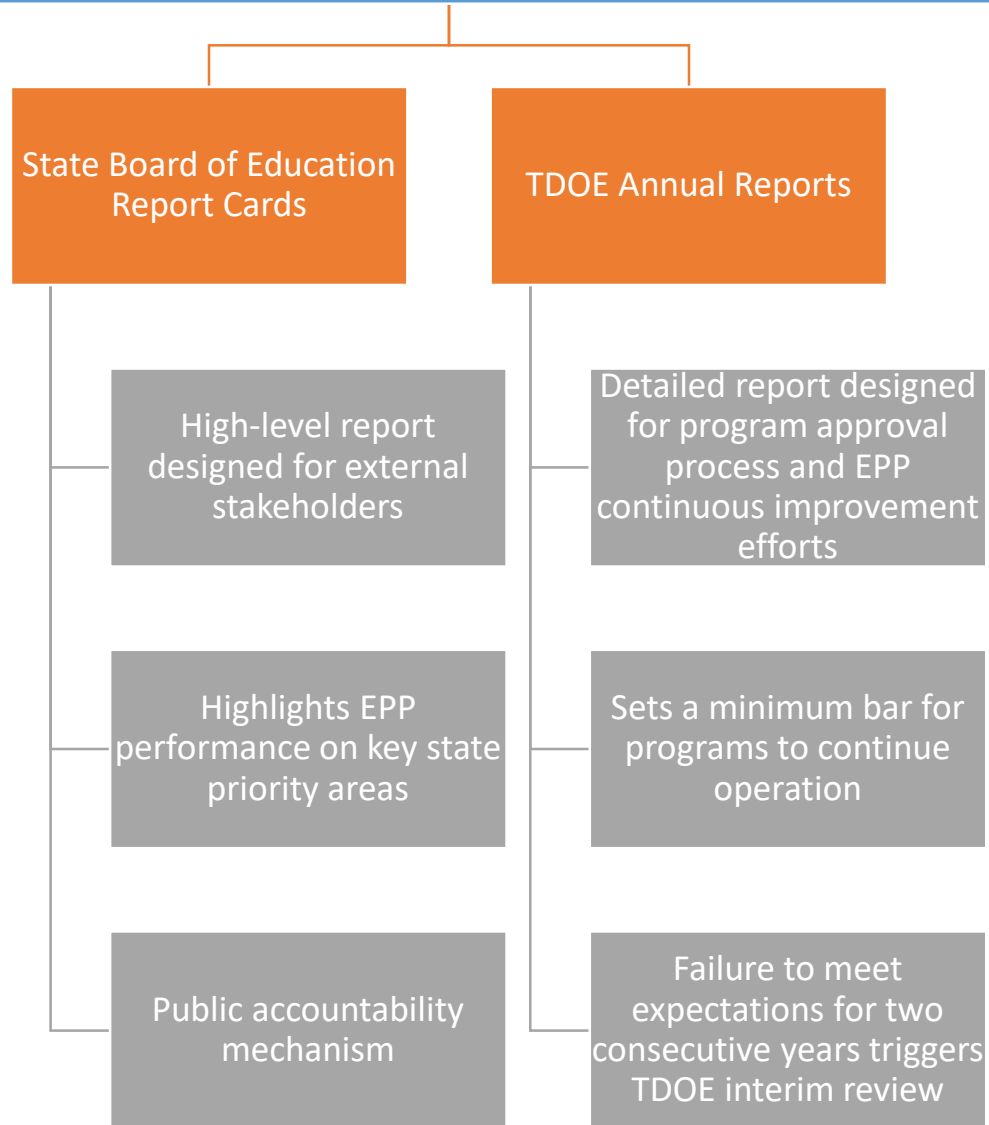 State Board of Education
Report Cards
TDOE Annual Reports
High-level report
designed for external
stakeholders
Highlights EPP
performance on key state
priority areas
Public accountability
mechanism
Detailed report designed
for program approval
process and EPP
continuous improvement
efforts
Sets a minimum bar for
programs to continue
operation
Failure to meet
expectations for two
consecutive years triggers
TDOE interim review